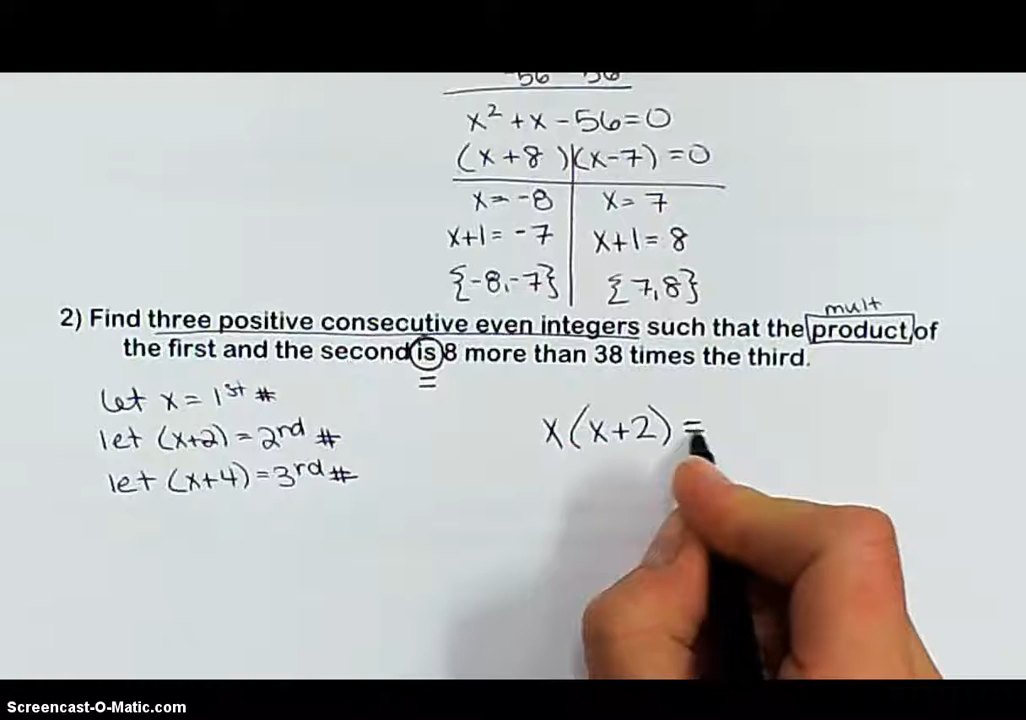 -56 -56
x² + x - 56 = 0
(x + 8)(x - 7) = 0
x = -8 x = 7
x+1 = -7 x+1 = 8
{-8, -7} {7, 8}
mult
2) Find three positive consecutive even integers such that the product of
the first and the second is 8 more than 38 times the third.
=
let x = 1st #
let (x+2) = 2nd #
let (x+4) = 3rd #
x(x+2) =
Screencast-O-Matic.com